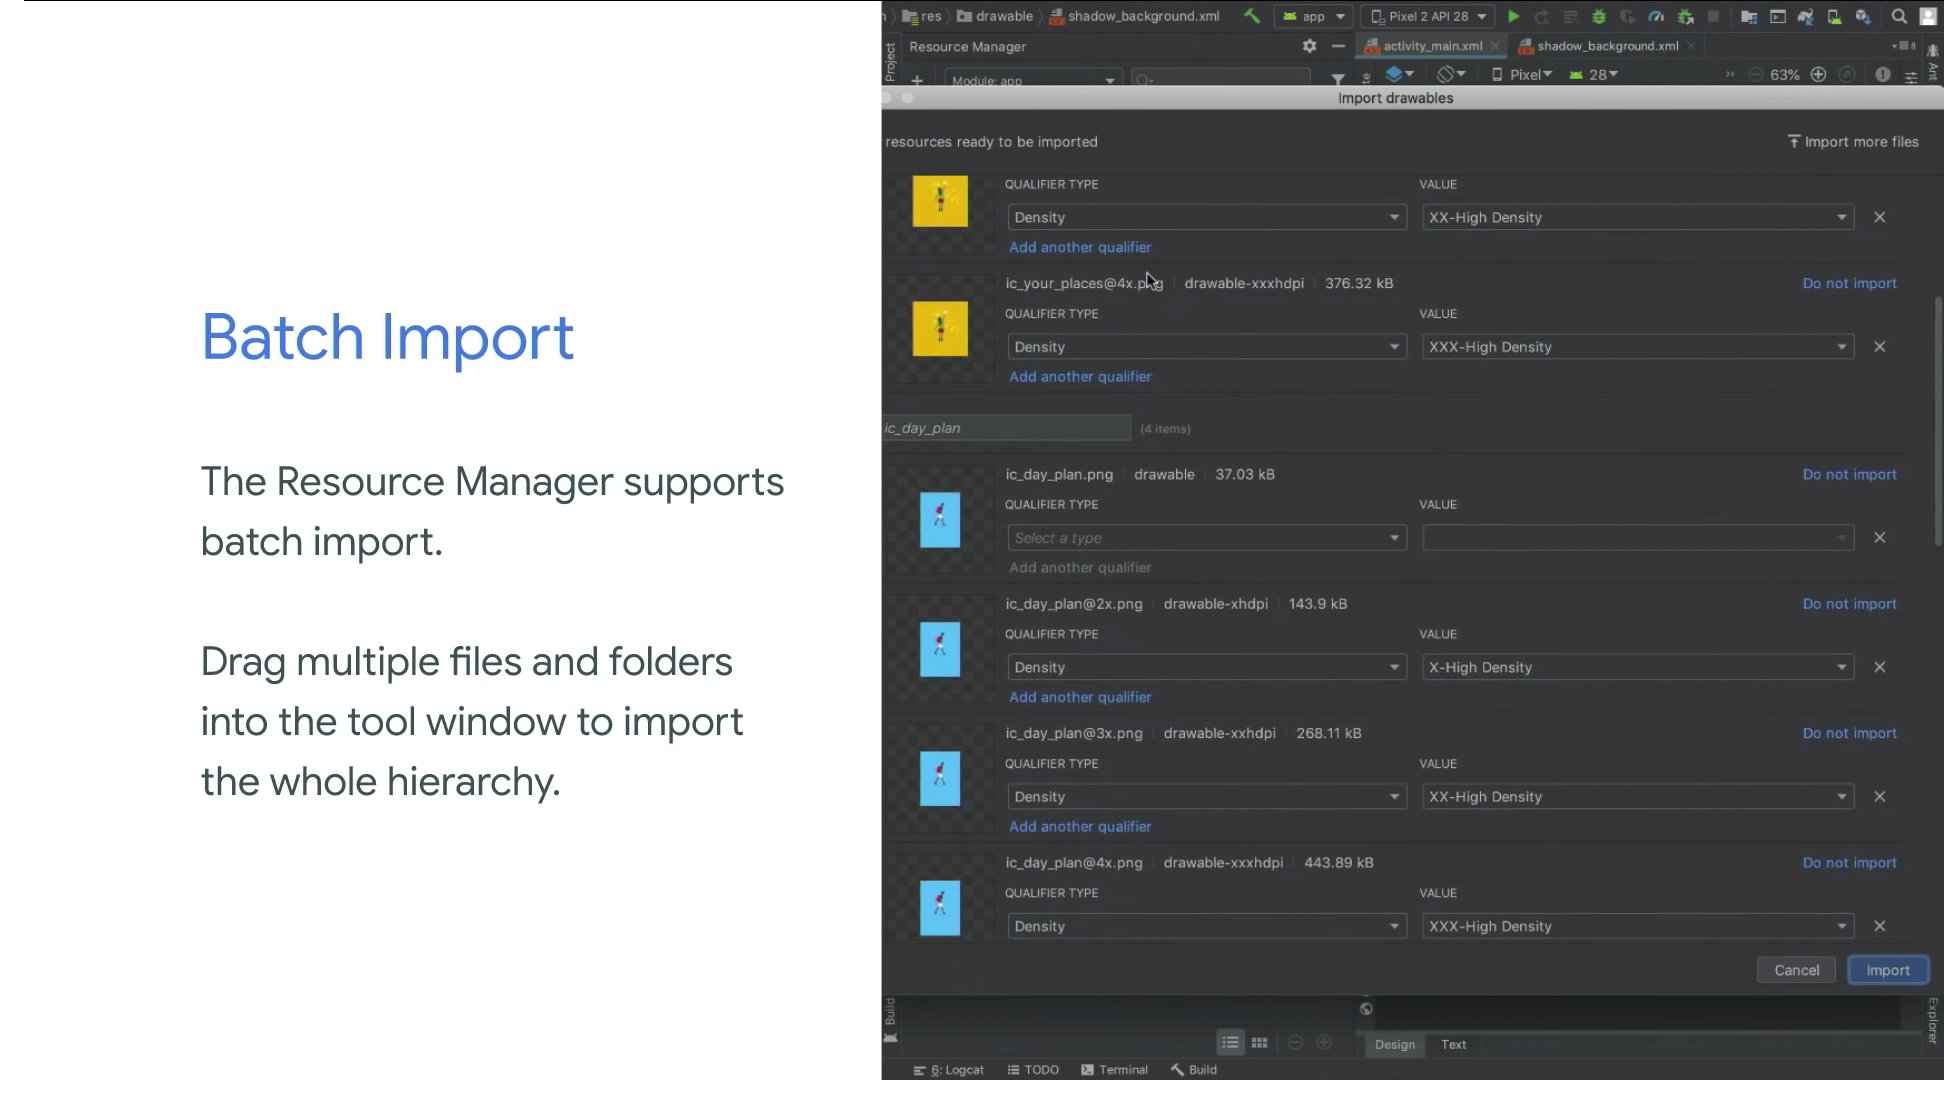 Batch Import
The Resource Manager supports
batch import.
Drag multiple files and folders
into the tool window to import
the whole hierarchy.
res drawable shadow_background.xml app Pixel 2 API 28
Project
Resource Manager
activity_main.xml shadow_background.xml
Module: app
Pixel 28 63%
Ant
Import drawables
resources ready to be imported
Import more files
QUALIFIER TYPE VALUE
Density XX-High Density
Add another qualifier
ic_your_places@4x.png drawable-xxxhdpi 376.32 kB Do not import
QUALIFIER TYPE VALUE
Density XXX-High Density
Add another qualifier
ic_day_plan (4 items)
ic_day_plan.png drawable 37.03 kB Do not import
QUALIFIER TYPE VALUE
Select a type
Add another qualifier
ic_day_plan@2x.png drawable-xhdpi 143.9 kB Do not import
QUALIFIER TYPE VALUE
Density X-High Density
Add another qualifier
ic_day_plan@3x.png drawable-xxhdpi 268.11 kB Do not import
QUALIFIER TYPE VALUE
Density XX-High Density
Add another qualifier
ic_day_plan@4x.png drawable-xxxhdpi 443.89 kB Do not import
QUALIFIER TYPE VALUE
Density XXX-High Density
Cancel Import
Build
Explorer
Design Text
6: Logcat TODO Terminal Build